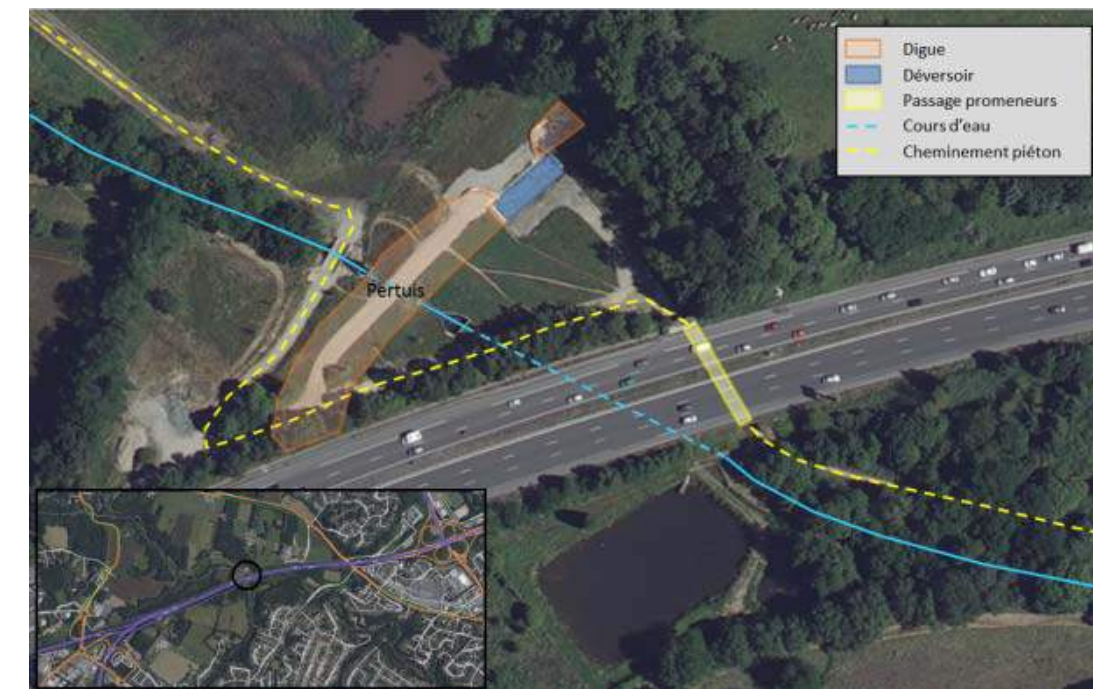 Digue
Déversoir
Passage promeneurs
Cours d'eau
Cheminement piéton
Pertuis